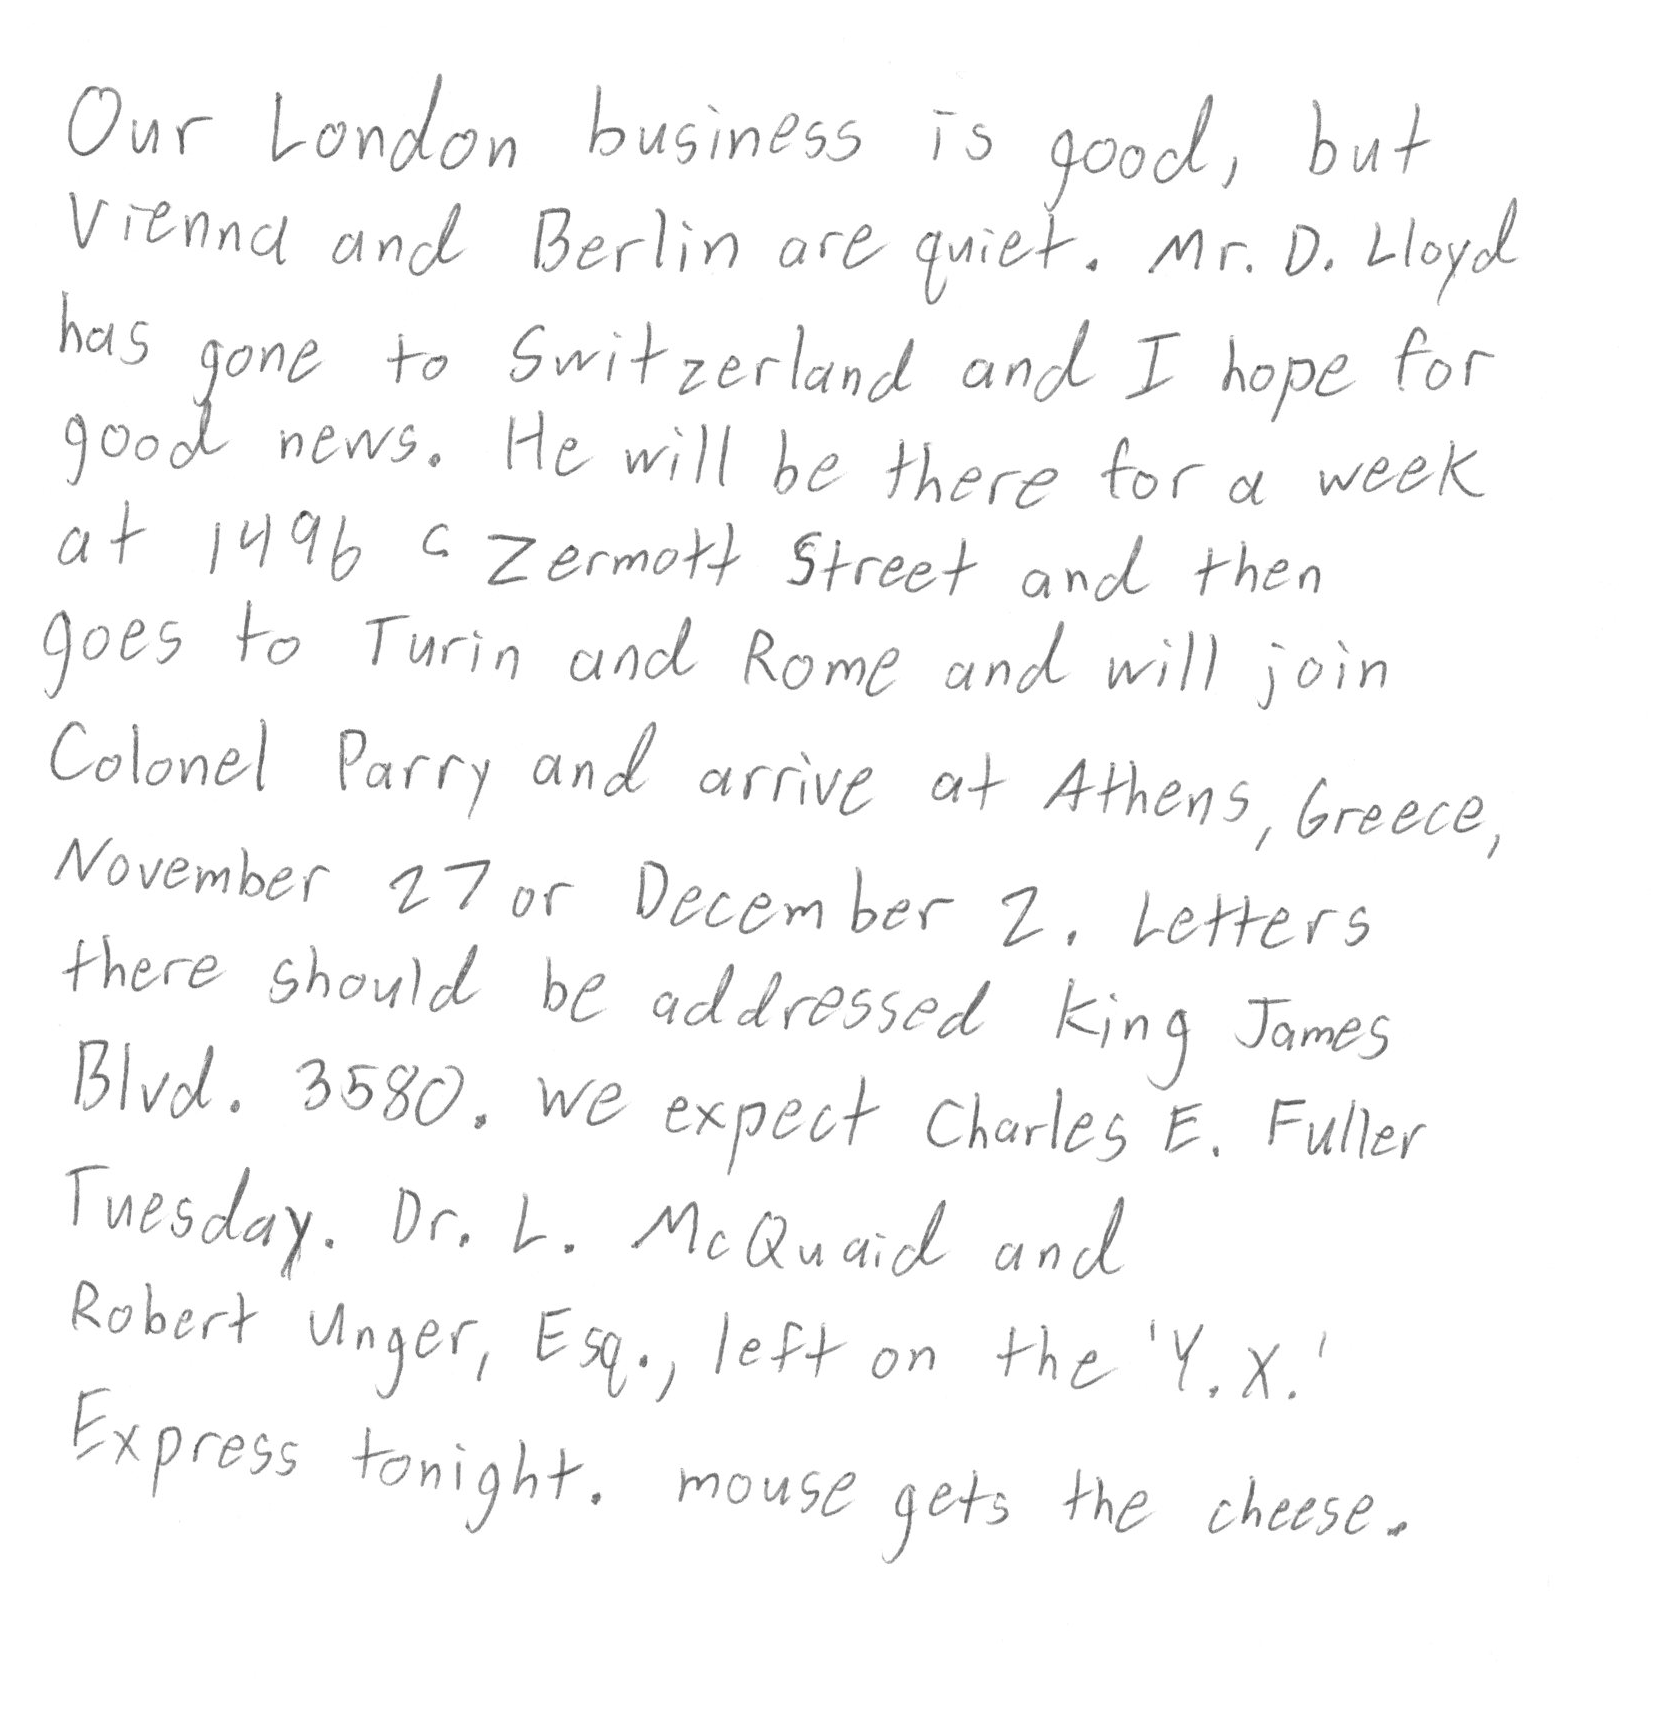 Our London business is good, but
Vienna and Berlin are quiet. Mr. D. Lloyd
has gone to Switzerland and I hope for
good news. He will be there for a week
at 1496 c Zermott Street and then
goes to Turin and Rome and will join
Colonel Parry and arrive at Athens, Greece,
November 27 or December 2. Letters
there should be addressed King James
Blvd. 3580. We expect Charles E. Fuller
Tuesday. Dr. L. McQuaid and
Robert Unger, Esq., left on the 'Y.X.'
Express tonight. mouse gets the cheese.